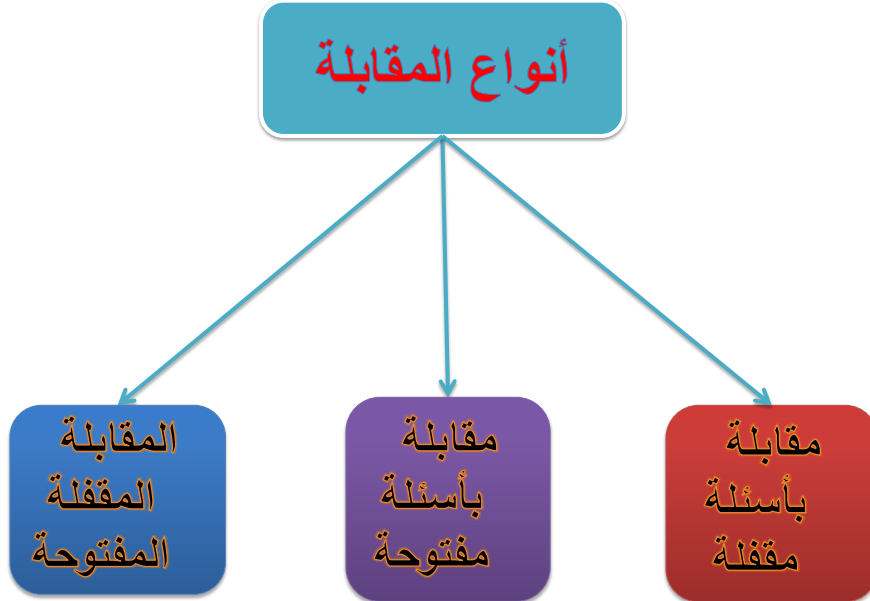 أنواع المقابلة
مقابلة
بأسئلة
مقفلة
مقابلة
بأسئلة
مفتوحة
المقابلة
المقفلة
المفتوحة